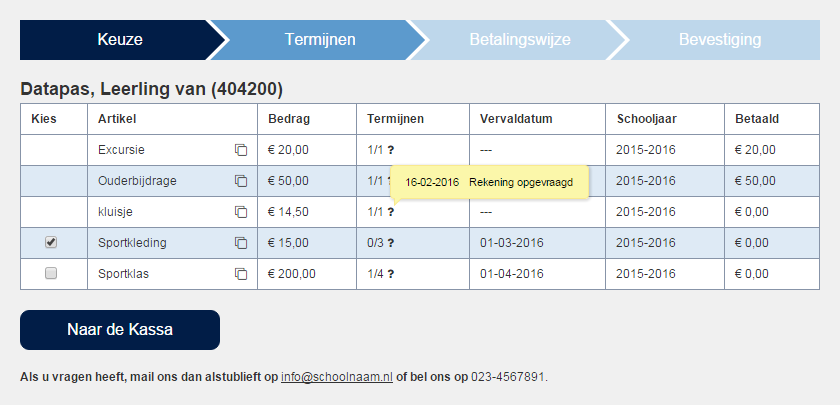 Keuze Termijnen Betalingswijze Bevestiging
Datapas, Leerling van (404200)
Kies Artikel Bedrag Termijnen Vervaldatum Schooljaar Betaald
Excursie € 20,00 1/1 ? --- 2015-2016 € 20,00
Ouderbijdrage € 50,00 1/1 ? 2015-2016 € 50,00
16-02-2016 Rekening opgevraagd
kluisje € 14,50 1/1 ? --- 2015-2016 € 0,00
Sportkleding € 15,00 0/3 ? 01-03-2016 2015-2016 € 0,00
Sportklas € 200,00 1/4 ? 01-04-2016 2015-2016 € 0,00
Naar de Kassa
Als u vragen heeft, mail ons dan alstublieft op info@schoolnaam.nl of bel ons op 023-4567891.